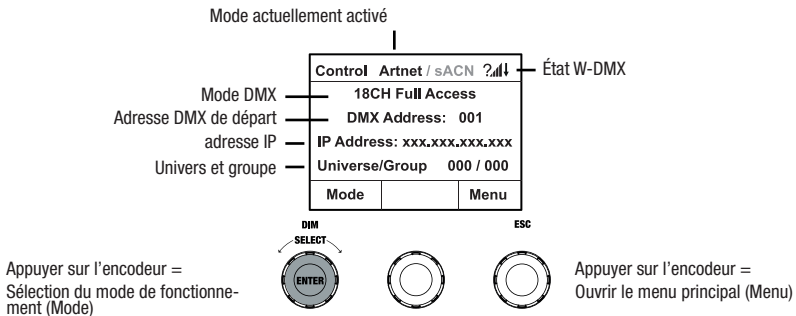 Mode actuellement activé
Control Artnet / sACN ?
État W-DMX
Mode DMX
18CH Full Access
Adresse DMX de départ
DMX Address: 001
adresse IP
IP Address: xxx.xxx.xxx.xxx
Univers et groupe
Universe/Group 000 / 000
Mode Menu
DIM
SELECT
ESC
ENTER
Appuyer sur l'encodeur =
Sélection du mode de fonctionne-
ment (Mode)
Appuyer sur l'encodeur =
Ouvrir le menu principal (Menu)